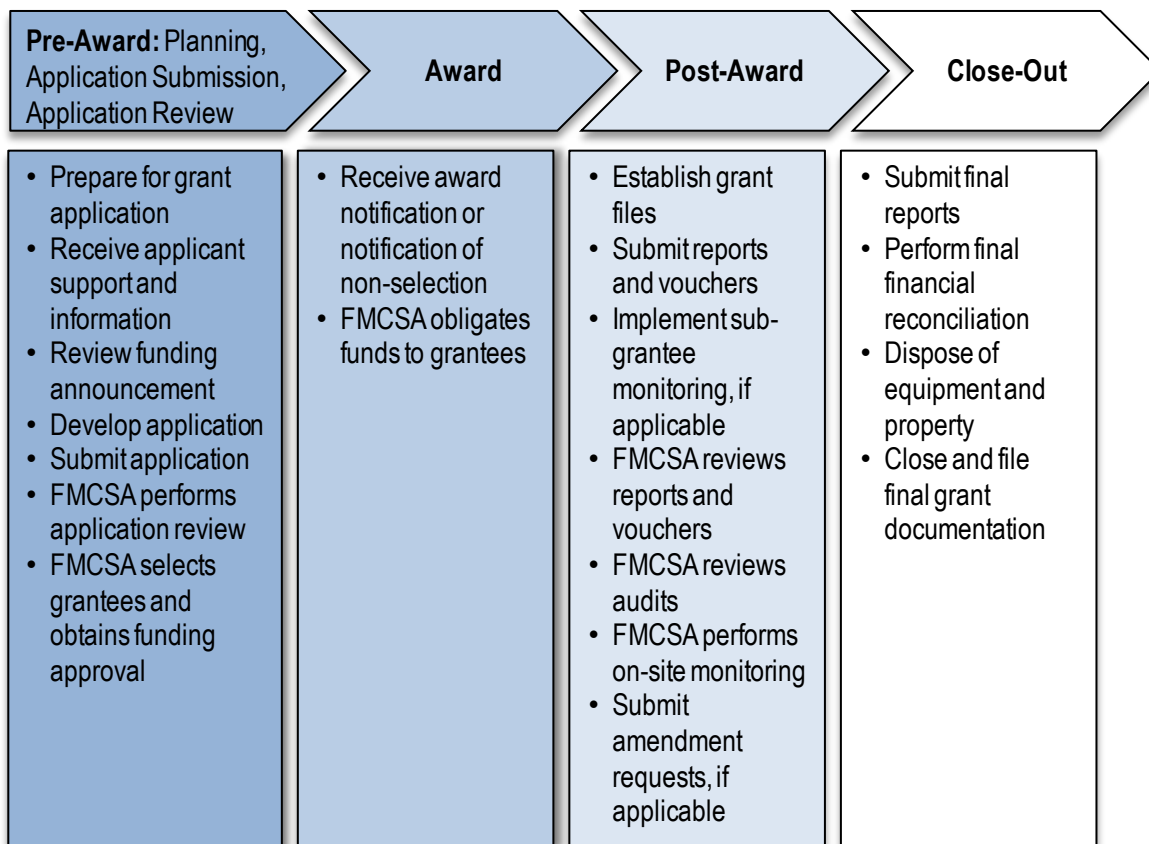 Pre-Award: Planning,
Application Submission,
Application Review
Award
Post-Award
Close-Out
• Prepare for grant
application
• Receive applicant
support and
information
• Review funding
announcement
• Develop application
• Submit application
• FMCSA performs
application review
• FMCSA selects
grantees and
obtains funding
approval
• Receive award
notification or
notification of
non-selection
• FMCSA obligates
funds to grantees
• Establish grant
files
• Submit reports
and vouchers
• Implement sub-
grantee
monitoring, if
applicable
• FMCSA reviews
reports and
vouchers
• FMCSA reviews
audits
• FMCSA performs
on-site monitoring
• Submit
amendment
requests, if
applicable
• Submit final
reports
• Perform final
financial
reconciliation
• Dispose of
equipment and
property
• Close and file
final grant
documentation